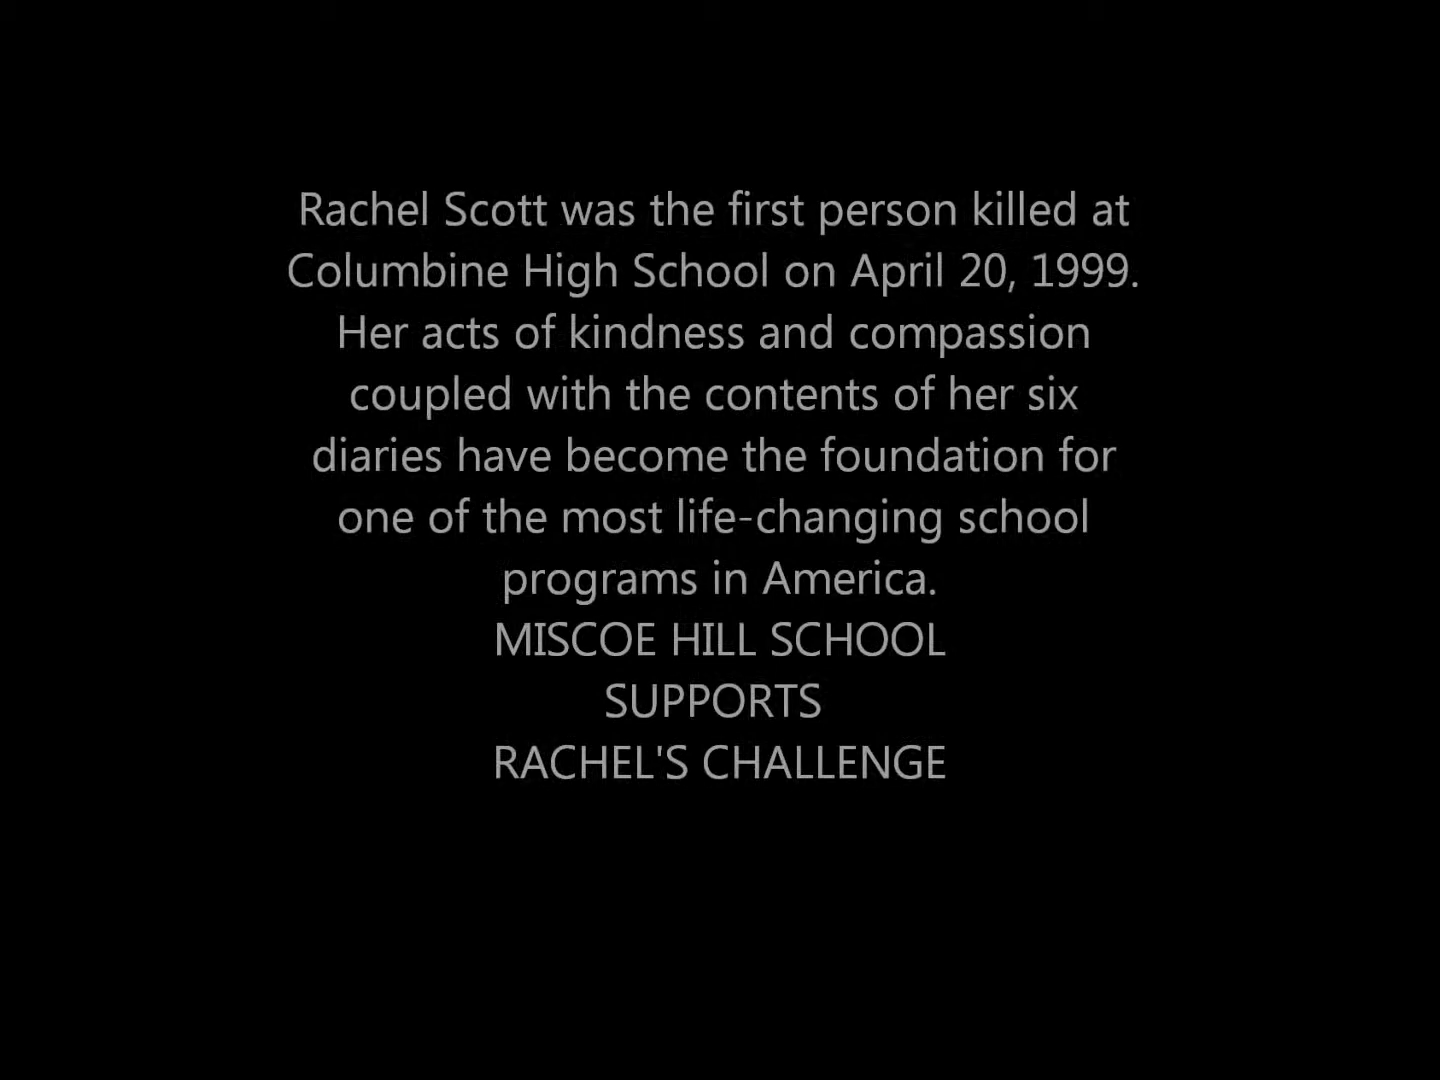 Rachel Scott was the first person killed at
Columbine High School on April 20, 1999.
Her acts of kindness and compassion
coupled with the contents of her six
diaries have become the foundation for
one of the most life-changing school
programs in America.
MISCOE HILL SCHOOL
SUPPORTS
RACHEL'S CHALLENGE